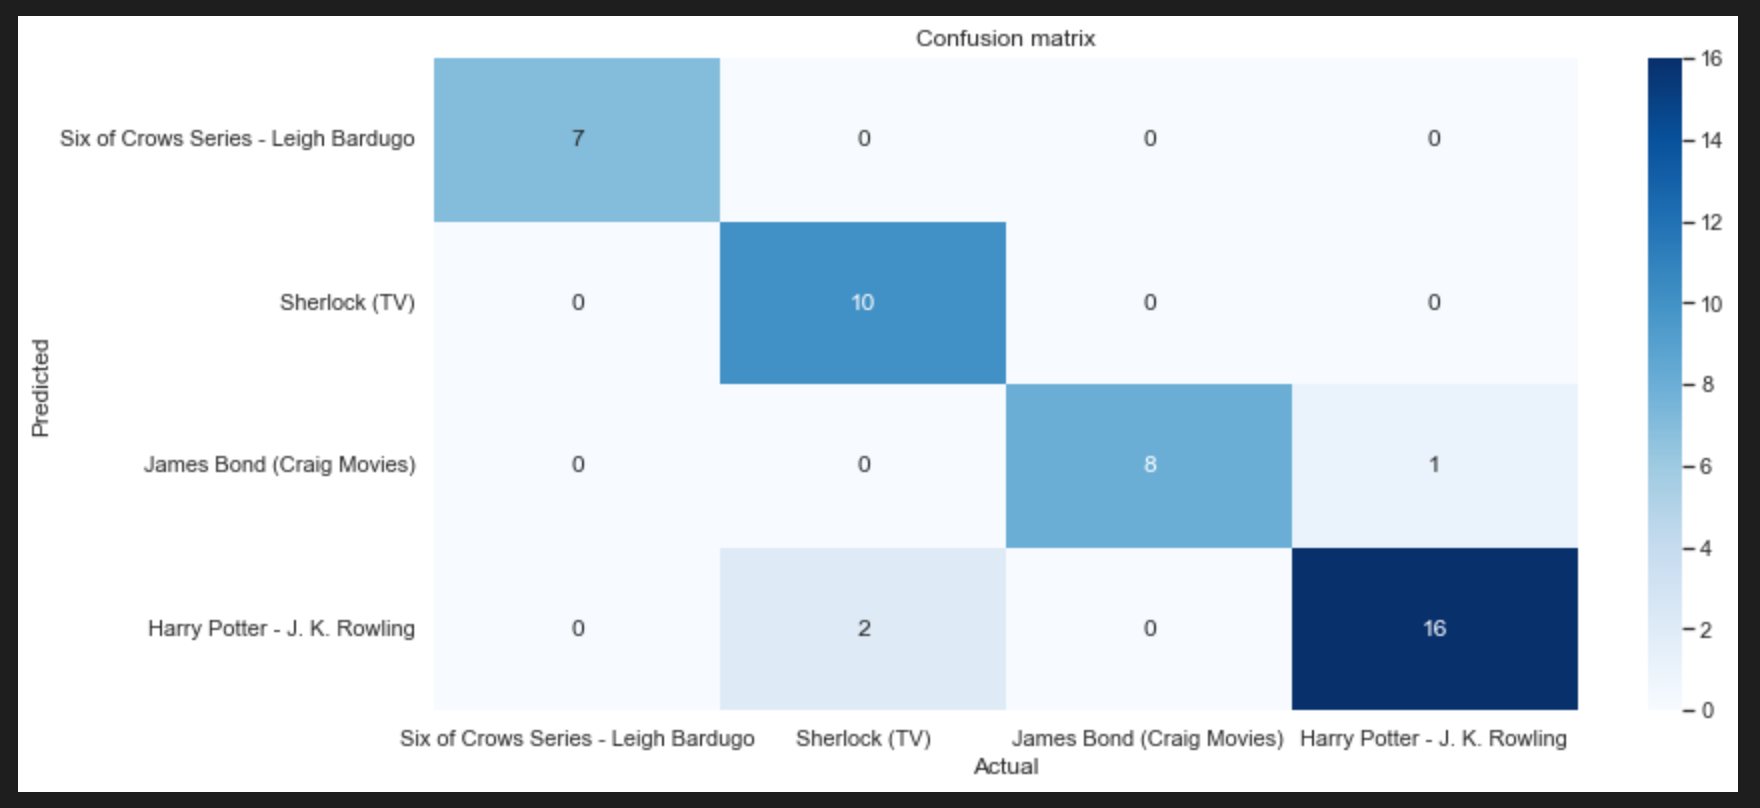 Confusion matrix
Six of Crows Series - Leigh Bardugo 7 0 0 0
Sherlock (TV) 0 10 0 0
James Bond (Craig Movies) 0 0 8 1
Harry Potter - J. K. Rowling 0 2 0 16
Predicted
Six of Crows Series - Leigh Bardugo Sherlock (TV) James Bond (Craig Movies) Harry Potter - J. K. Rowling
Actual
16
14
12
10
8
6
4
2
0